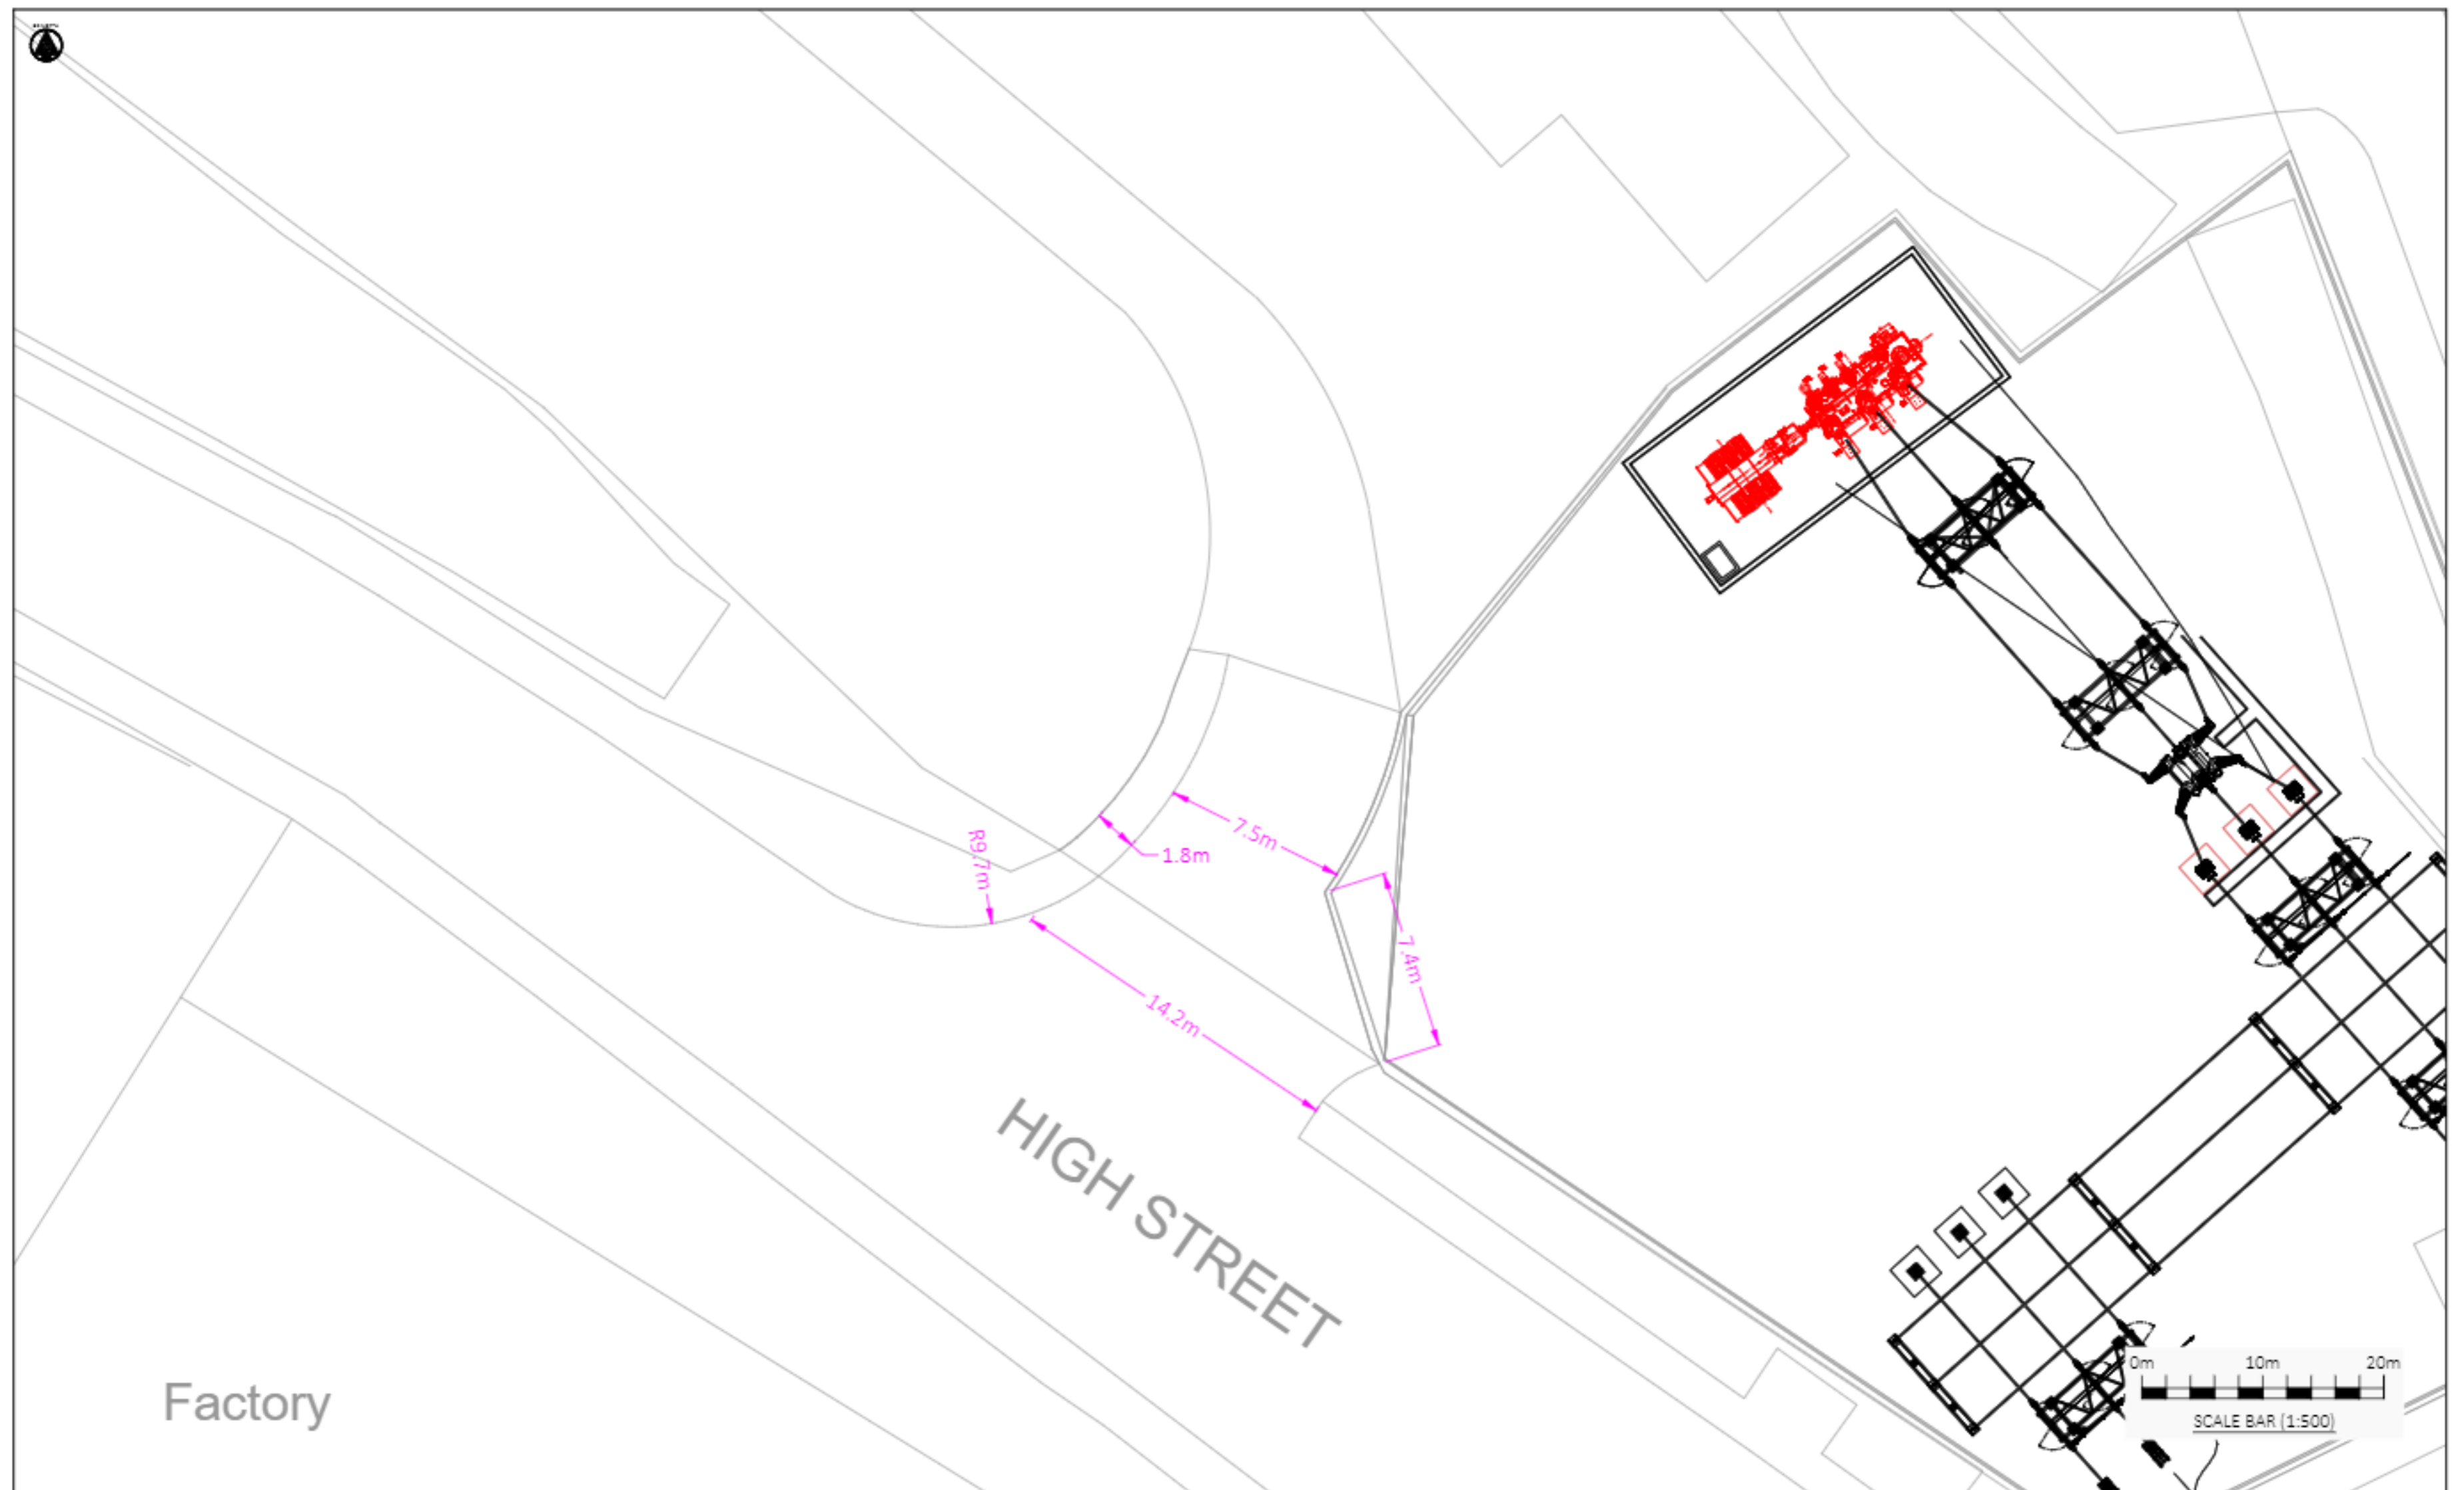 R9.7m
7.5m
1.8m
7.4m
14.2m
HIGH STREET
Factory
0m 10m 20m
SCALE BAR (1:500)